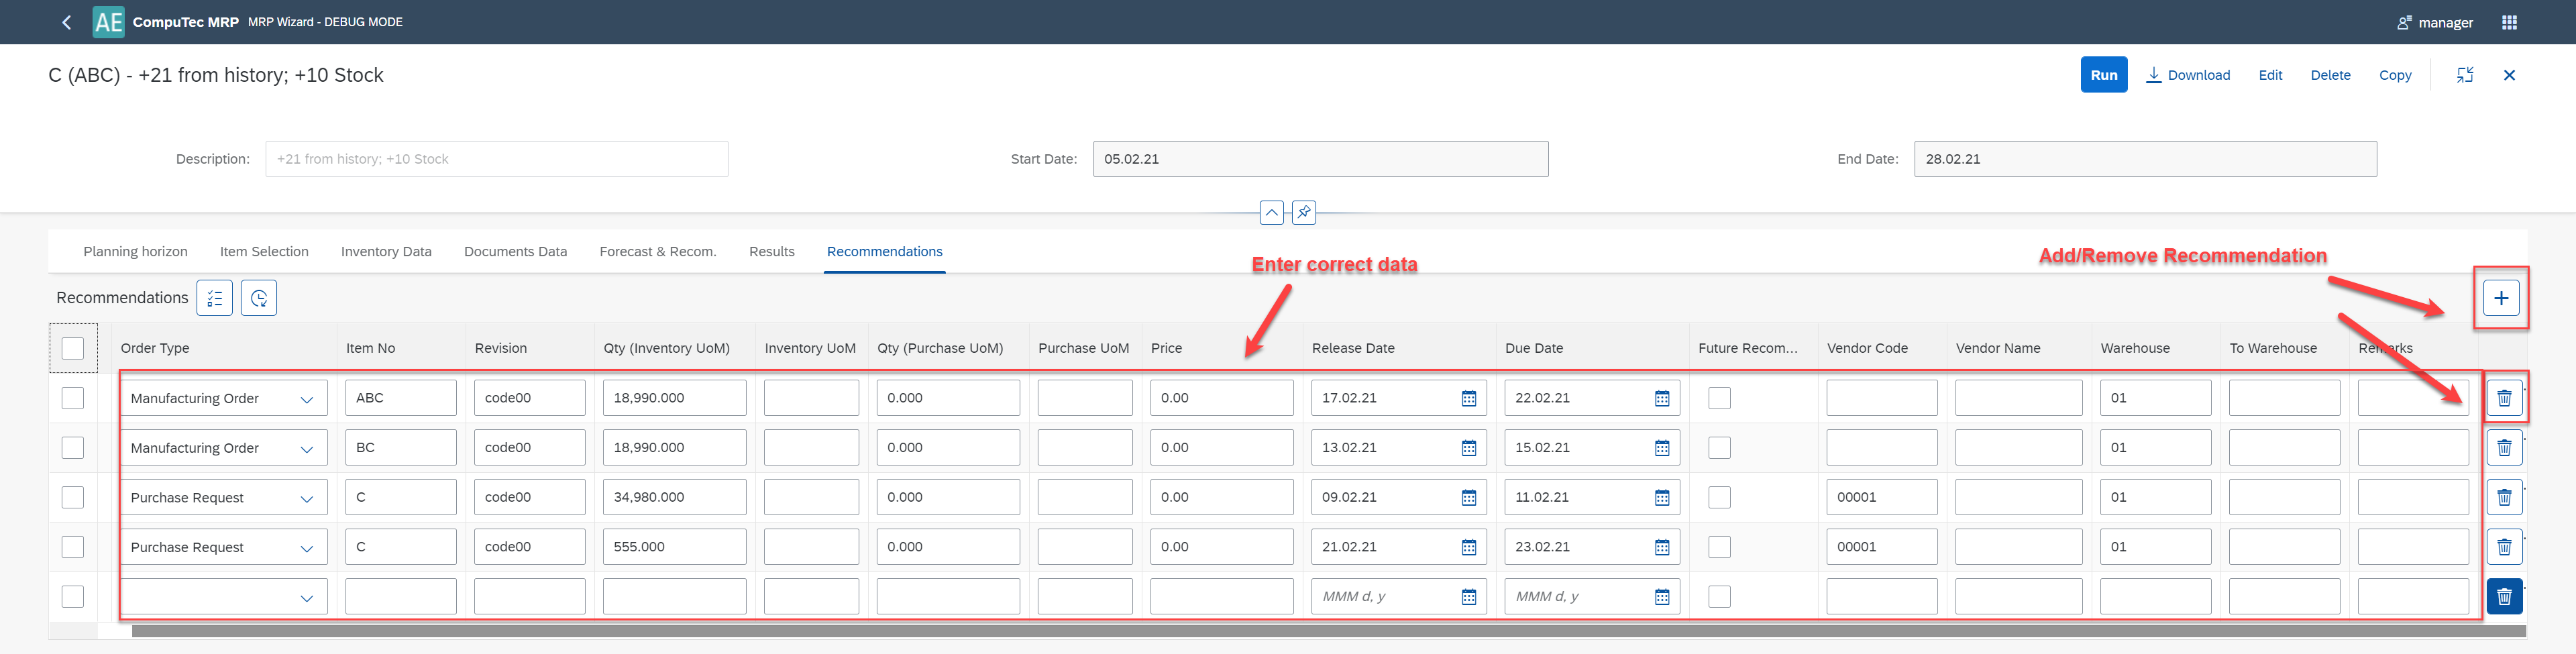 AE CompuTec MRP MRP Wizard - DEBUG MODE manager
C (ABC) - +21 from history; +10 Stock Run Download Edit Delete Copy
Description: +21 from history; +10 Stock Start Date: 05.02.21 End Date: 28.02.21
Planning horizon Item Selection Inventory Data Documents Data Forecast & Recom. Results Recommendations
Enter correct data Add/Remove Recommendation
Recommendations
Order Type Item No Revision Qty (Inventory UoM) Inventory UoM Qty (Purchase UoM) Purchase UoM Price Release Date Due Date Future Recom... Vendor Code Vendor Name Warehouse To Warehouse Remarks
Manufacturing Order ABC code00 18,990.000 0.000 0.00 17.02.21 22.02.21 01
Manufacturing Order BC code00 18,990.000 0.000 0.00 13.02.21 15.02.21 01
Purchase Request C code00 34,980.000 0.000 0.00 09.02.21 11.02.21 00001 01
Purchase Request C code00 555.000 0.000 0.00 21.02.21 23.02.21 00001 01
MMM d, y MMM d, y